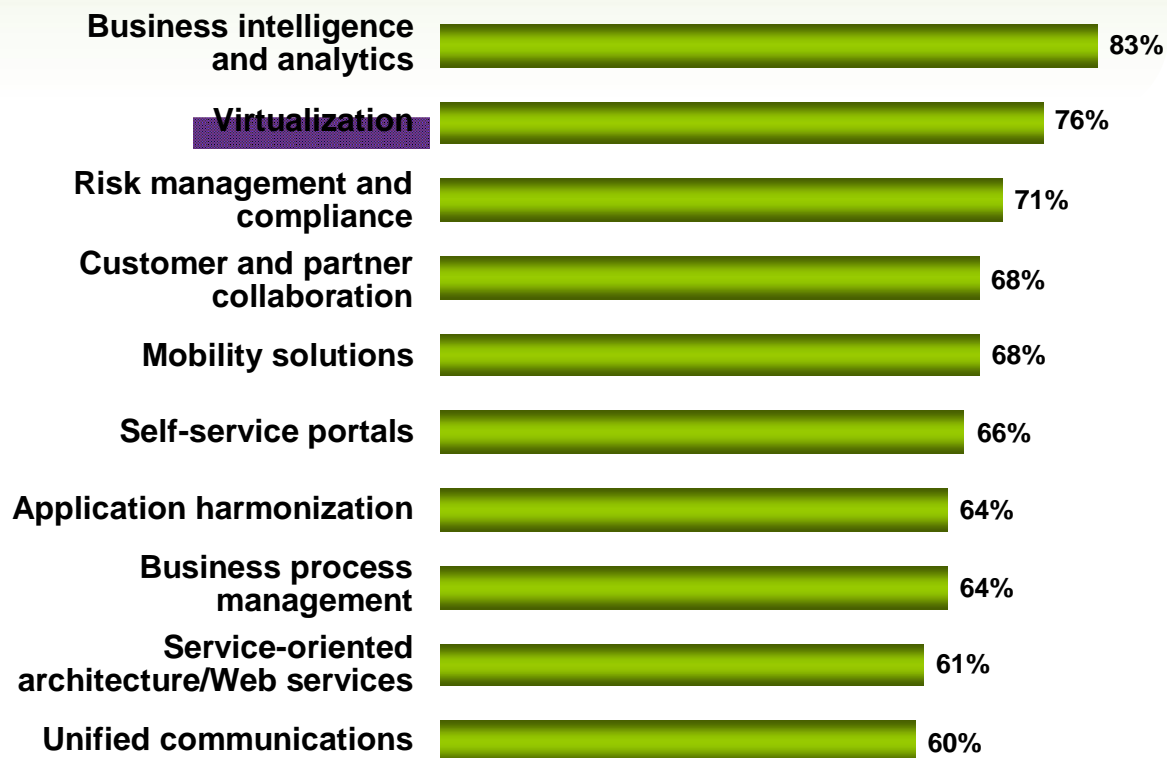 Business intelligence
and analytics
83%
Virtualization
76%
Risk management and
compliance
71%
Customer and partner
collaboration
68%
Mobility solutions
68%
Self-service portals
66%
Application harmonization
64%
Business process
management
64%
Service-oriented
architecture/Web services
61%
Unified communications
60%